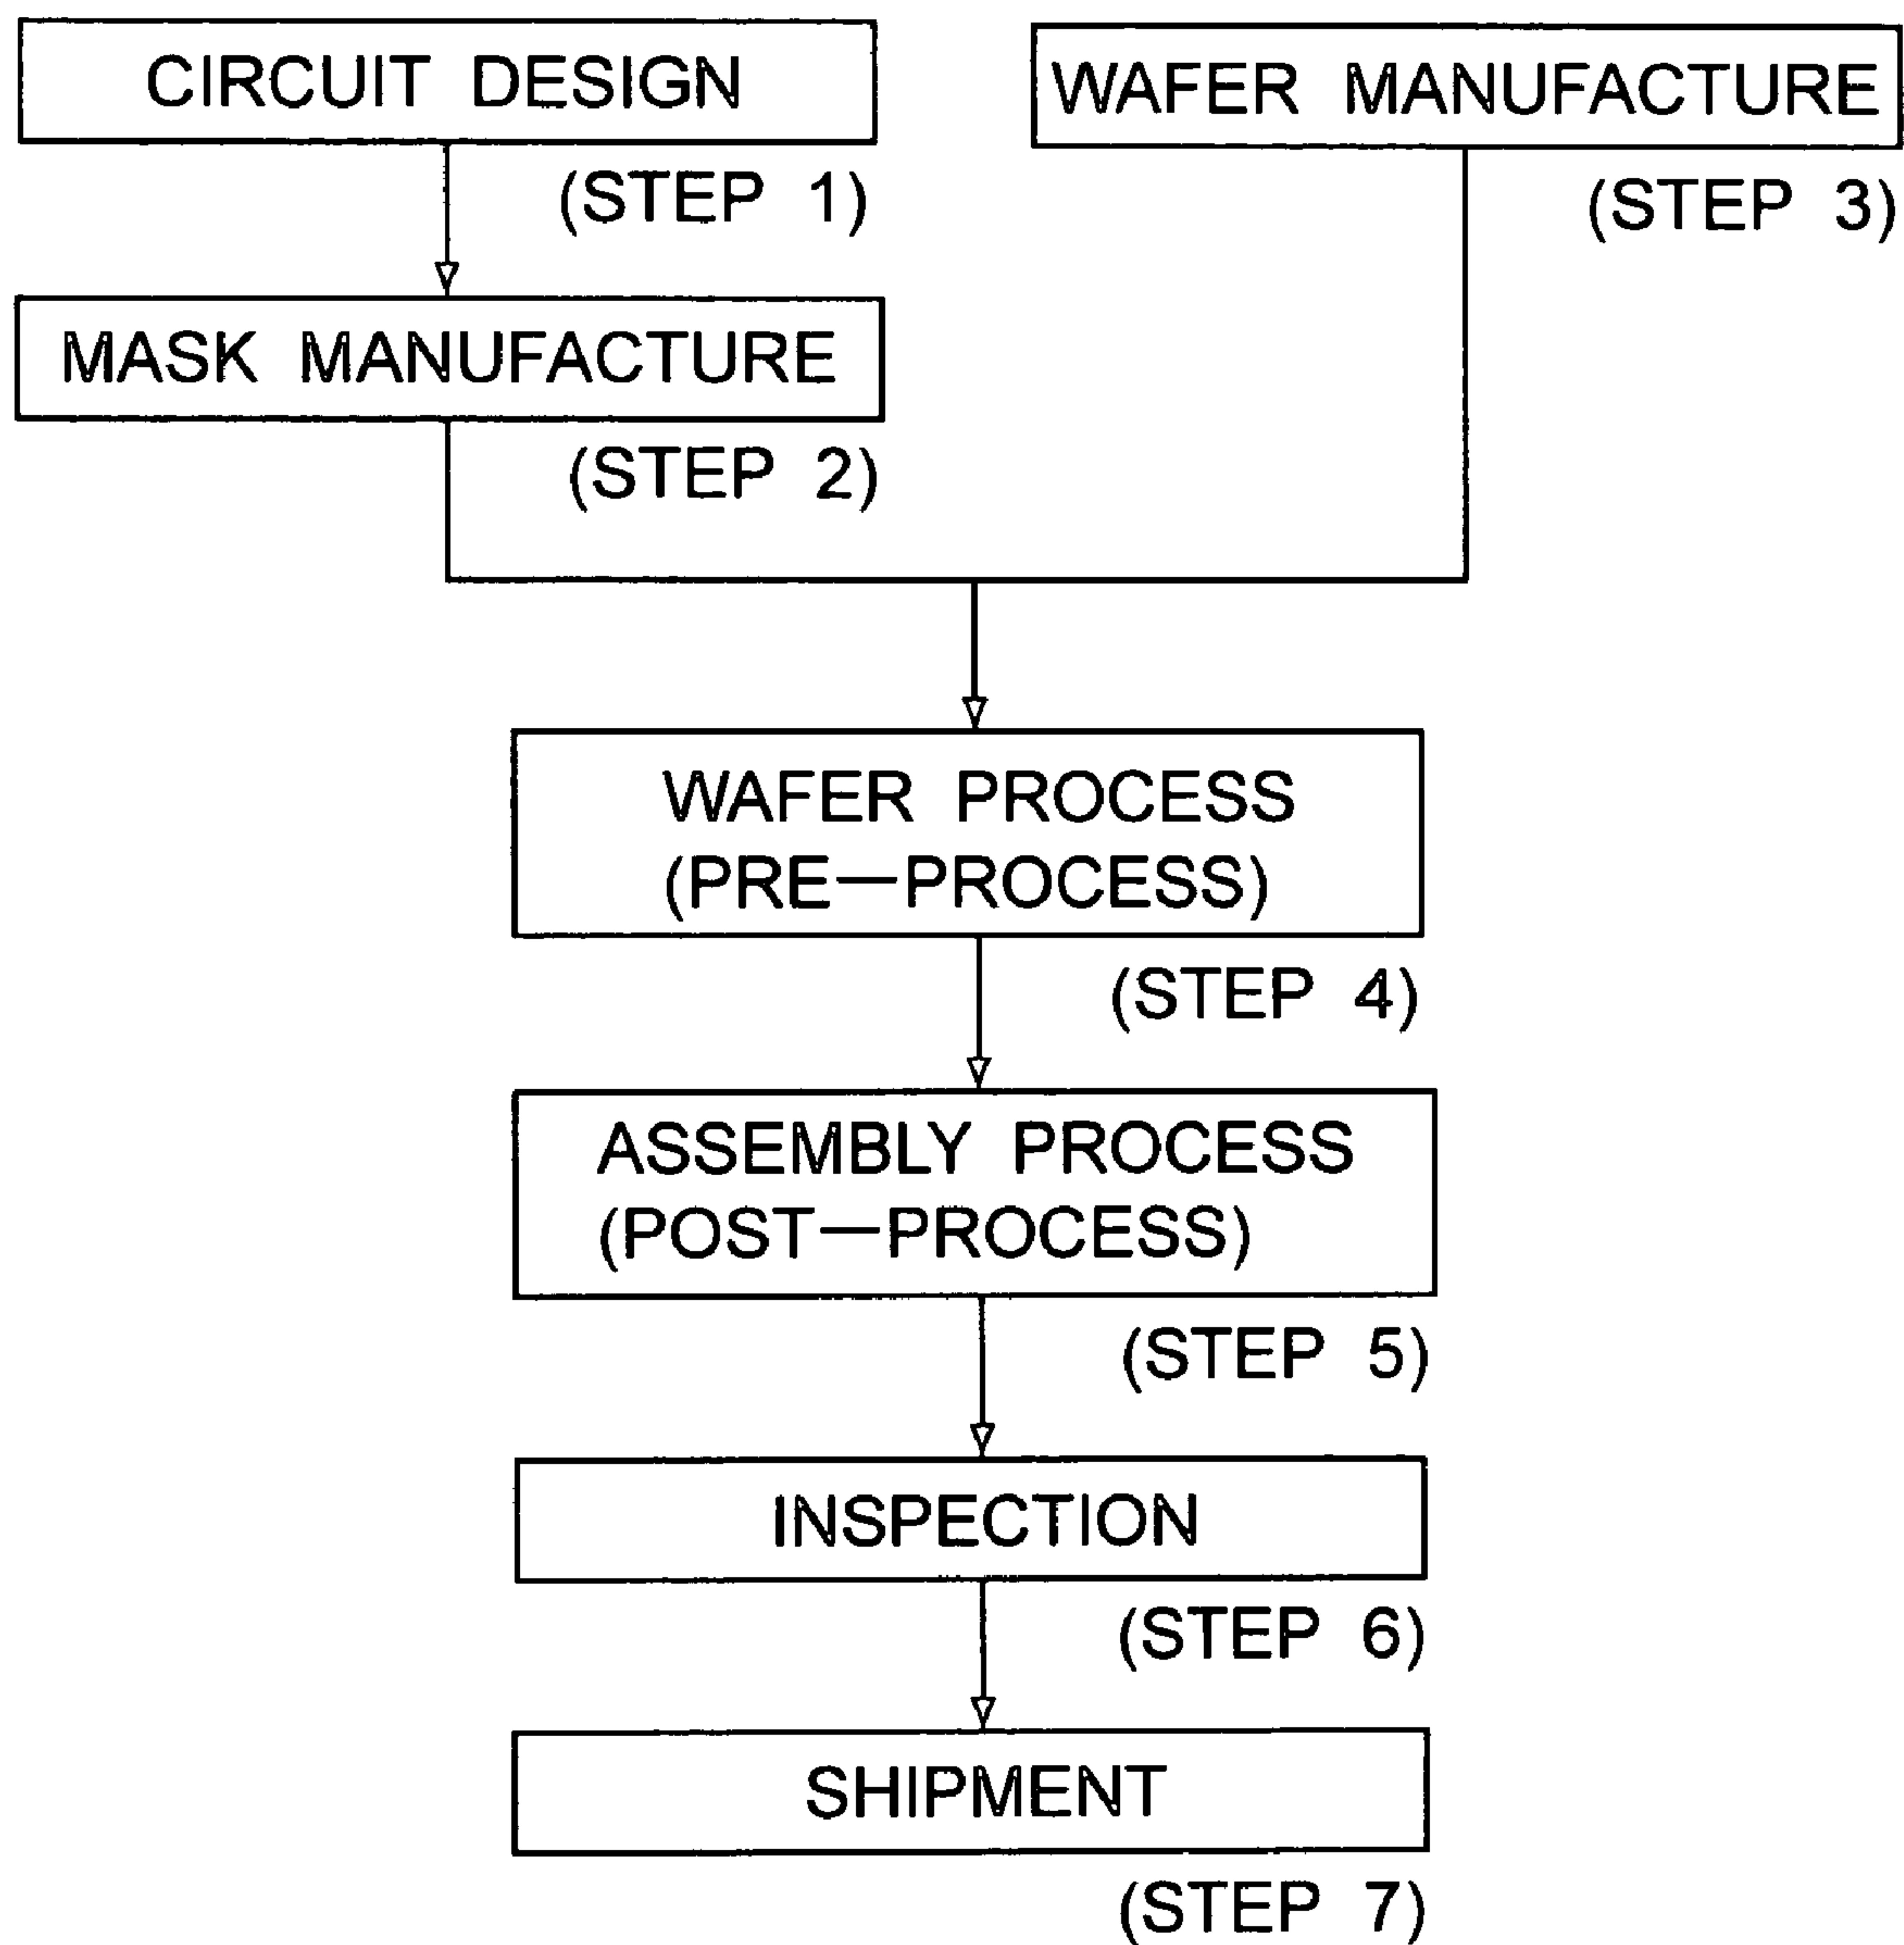 CIRCUIT DESIGN
(STEP 1)
MASK MANUFACTURE
(STEP 2)
WAFER MANUFACTURE
(STEP 3)
WAFER PROCESS
(PRE—PROCESS)
(STEP 4)
ASSEMBLY PROCESS
(POST—PROCESS)
(STEP 5)
INSPECTION
(STEP 6)
SHIPMENT
(STEP 7)